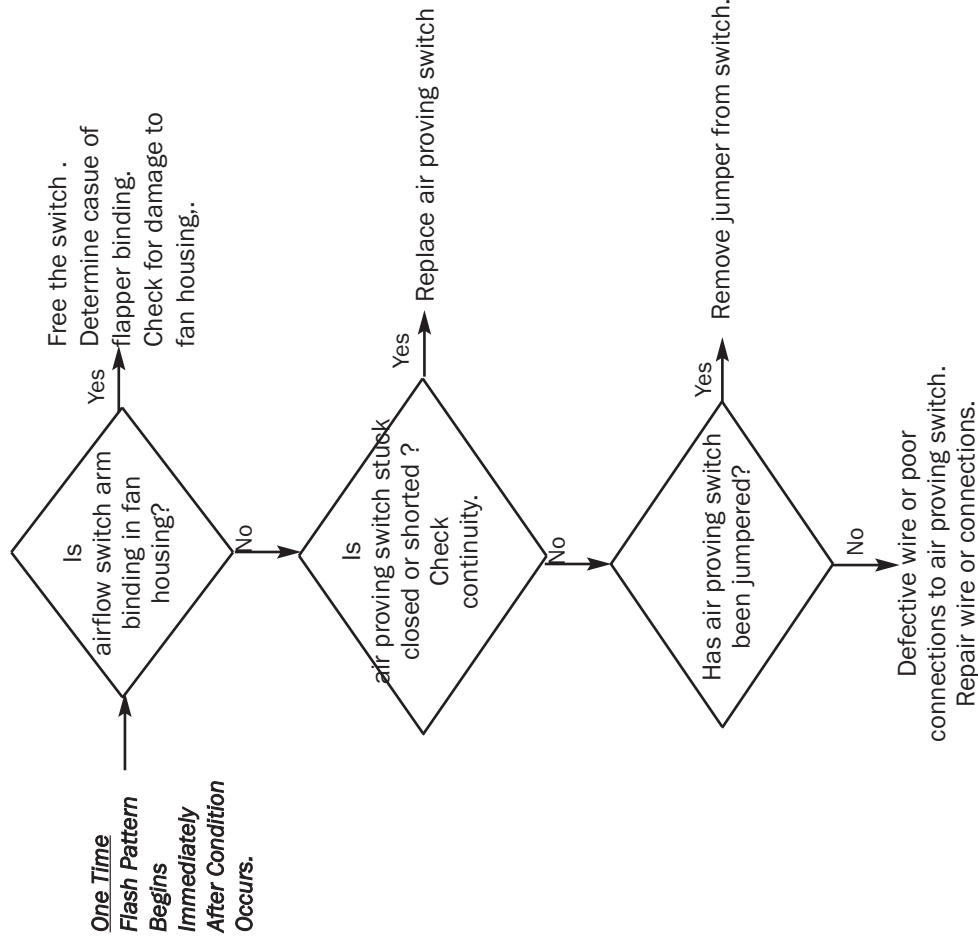 One Time
Flash Pattern
Begins
Immediately
After Condition
Occurs.
Is
airflow switch arm
binding in fan
housing?
Yes
Free the switch .
Determine casue of
flapper binding.
Check for damage to
fan housing,.
No
Is
air proving switch stuck
closed or shorted ?
Check
continuity.
Yes
Replace air proving switch
No
Has air proving switch
been jumpered?
Yes
Remove jumper from switch.
No
Defective wire or poor
connections to air proving switch.
Repair wire or connections.